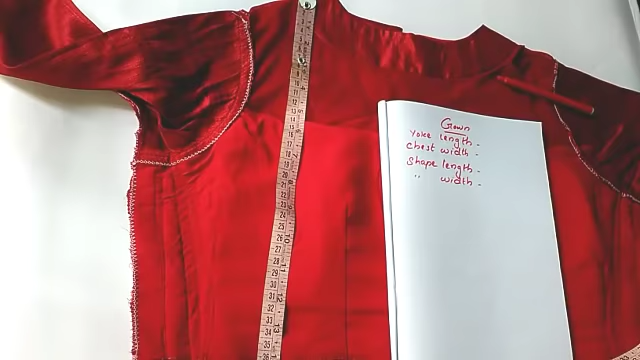 Gown
Yoke length -
chest width -
shape length -
" width -